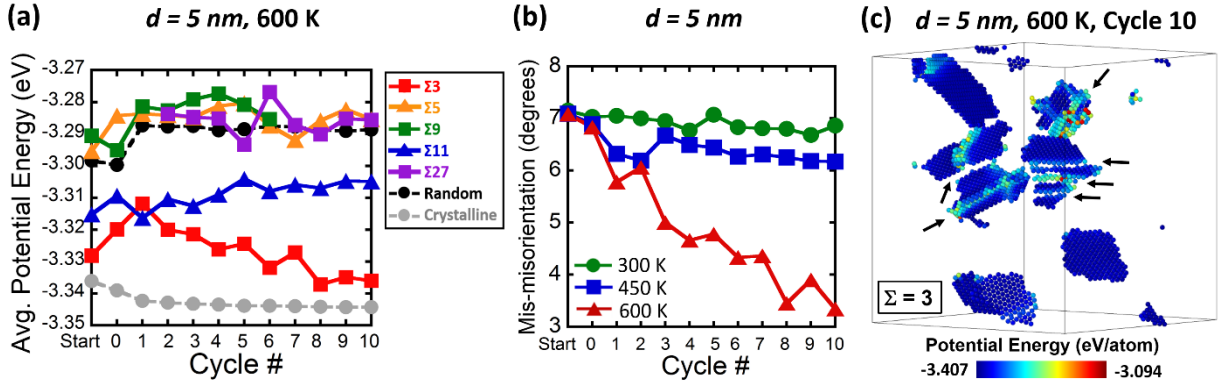 (a) d = 5 nm, 600 K
Avg. Potential Energy (eV)
-3.27
-3.28
-3.29
-3.30
-3.31
-3.32
-3.33
-3.34
-3.35
Start 0 1 2 3 4 5 6 7 8 9 10
Cycle #
Σ3
Σ5
Σ9
Σ11
Σ27
Random
Crystalline
(b) d = 5 nm
Mis-misorientation (degrees)
8
7
6
5
4
3
300 K
450 K
600 K
Start 0 1 2 3 4 5 6 7 8 9 10
Cycle #
(c) d = 5 nm, 600 K, Cycle 10
Σ = 3
Potential Energy (eV/atom)
-3.407 -3.094